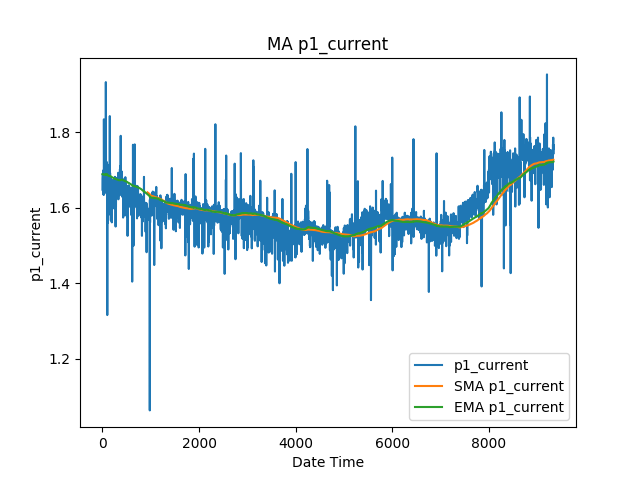 MA p1_current
p1_current
1.8
1.6
1.4
1.2
0
2000
4000
6000
8000
Date Time
p1_current
SMA p1_current
EMA p1_current